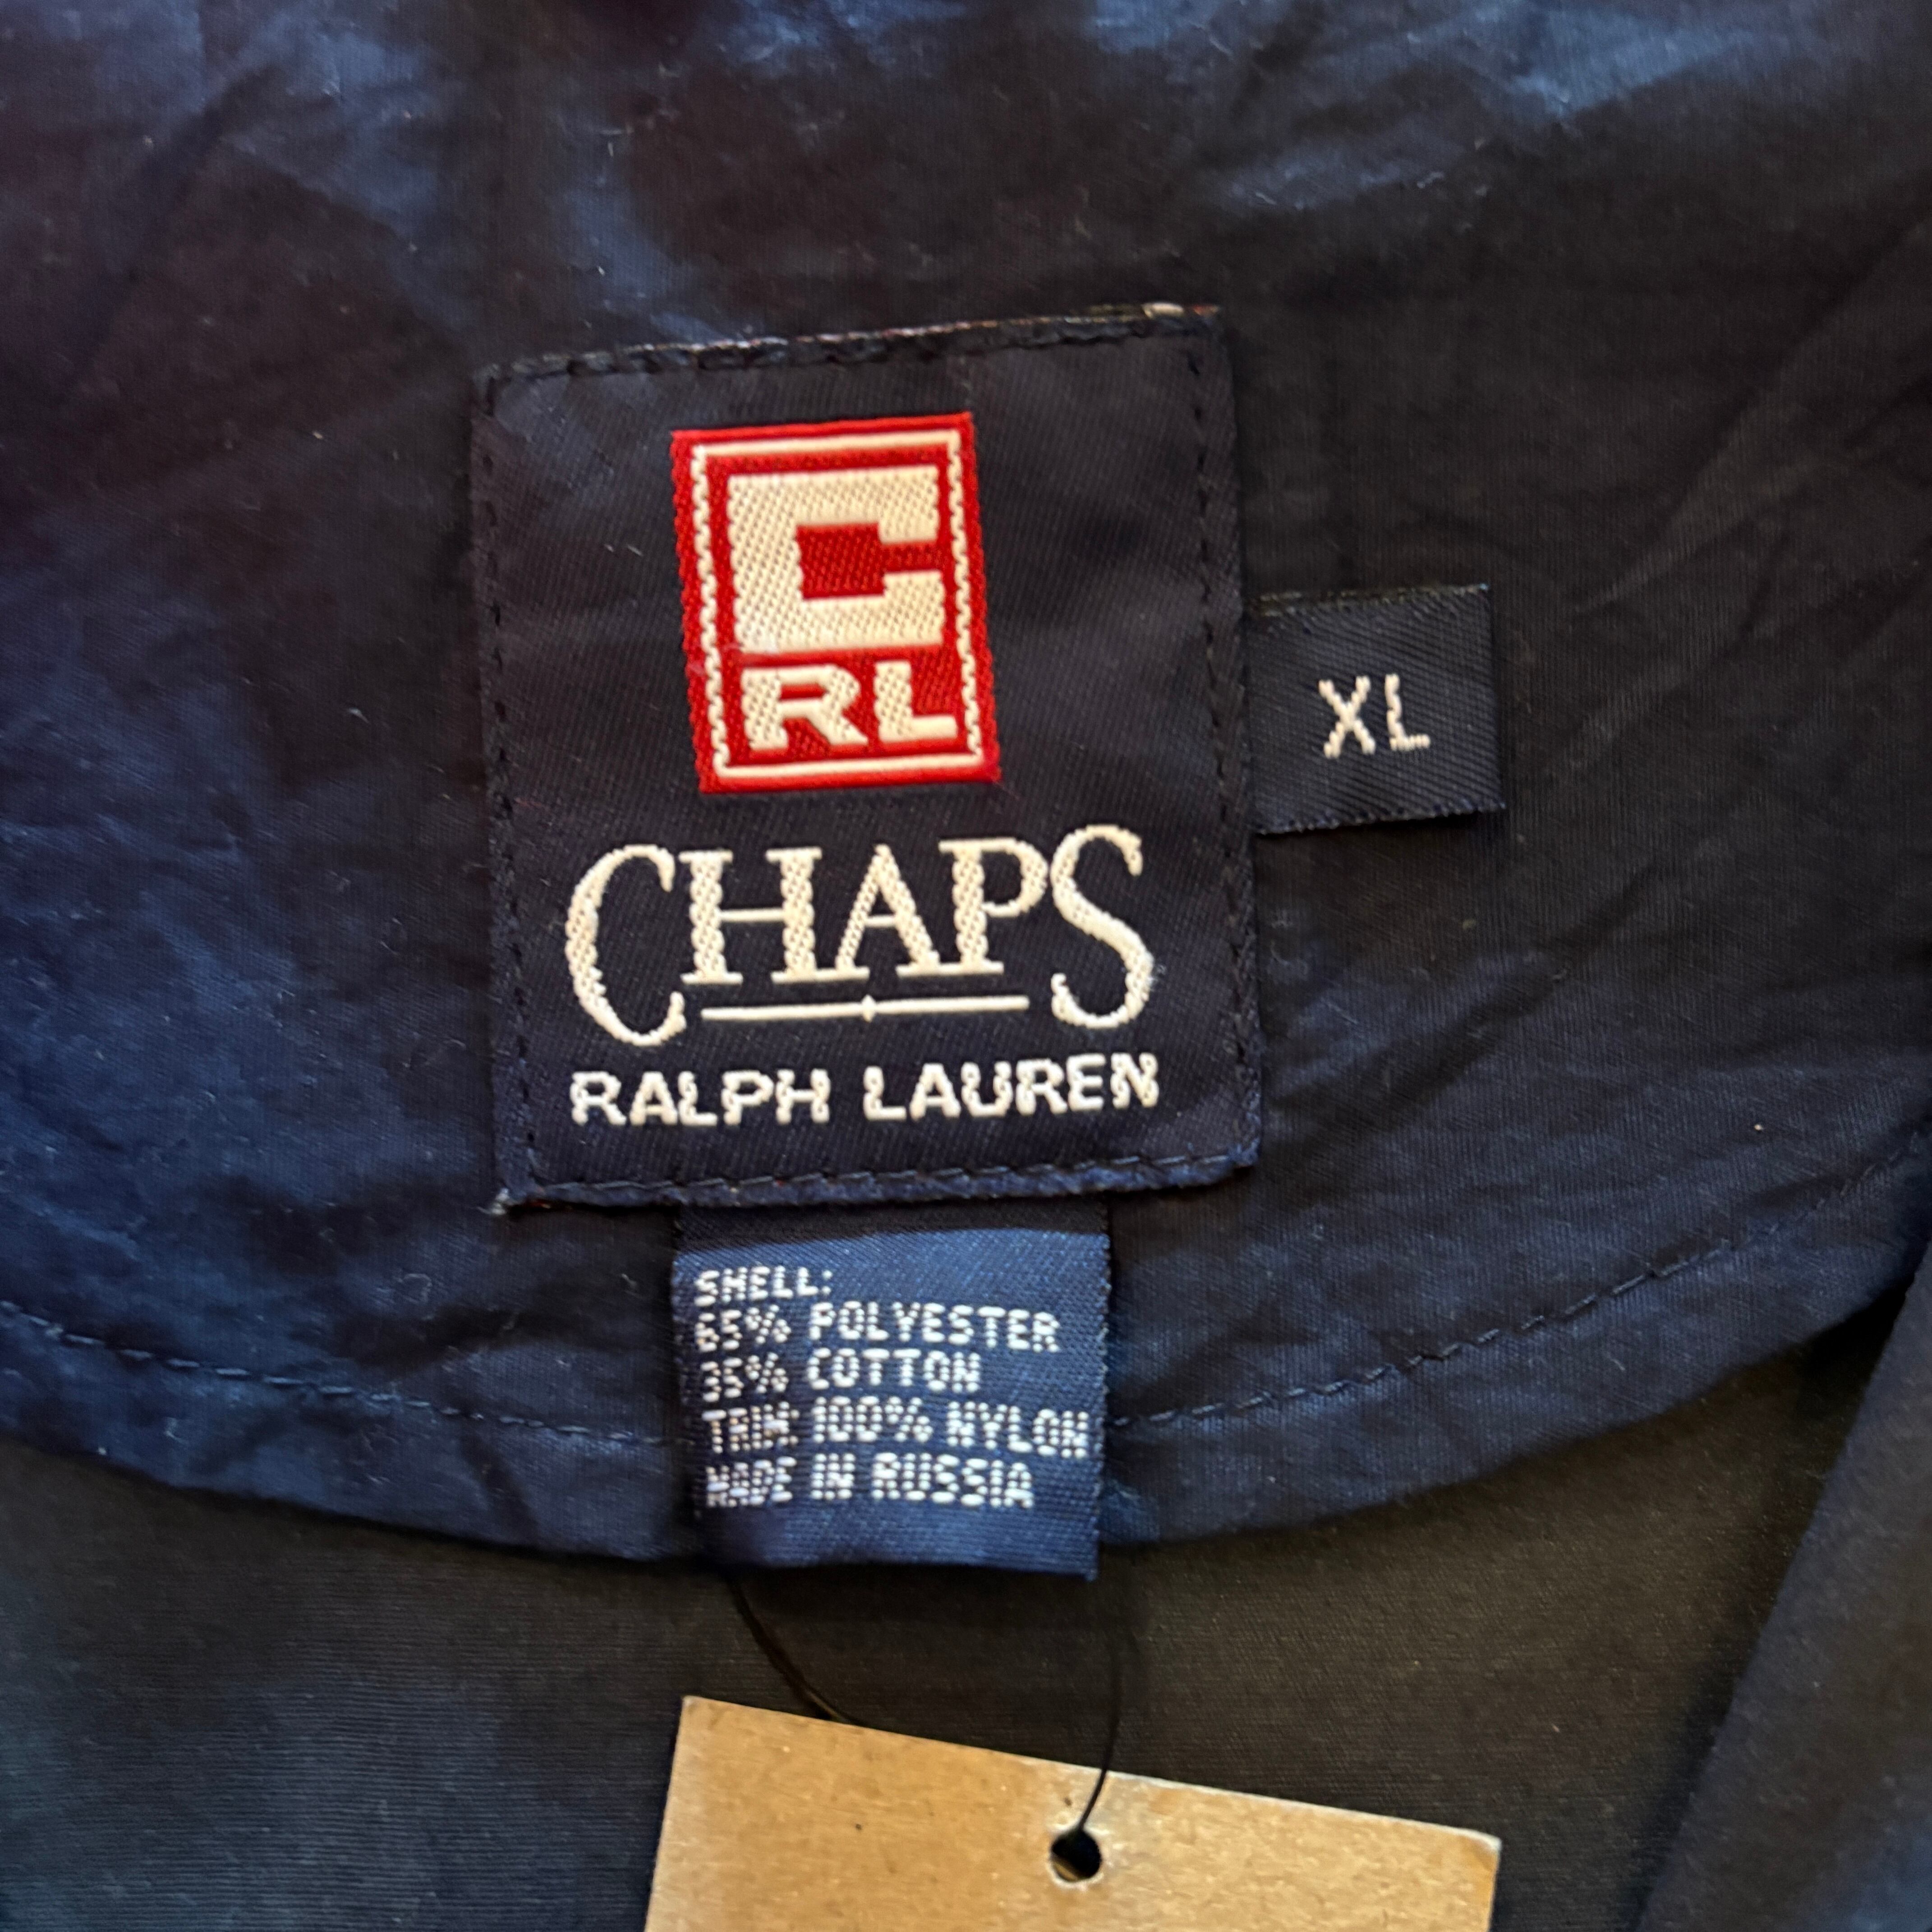 C
RL
CHAPS
RALPH LAUREN
XL
SHELL:
65% POLYESTER
35% COTTON
TRIM: 100% NYLON
MADE IN RUSSIA